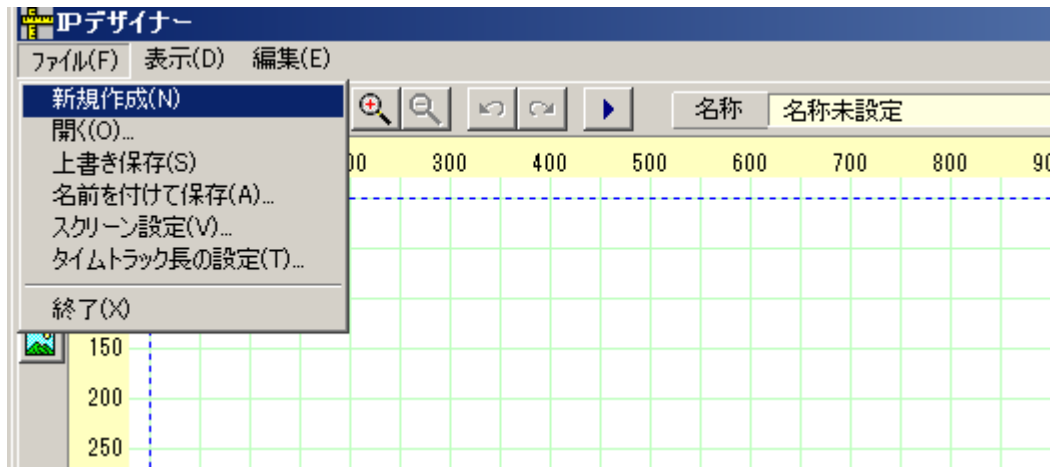 IPデザイナー
ファイル(F) 表示(D) 編集(E)
新規作成(N)
開く(O)...
上書き保存(S)
名前を付けて保存(A)...
スクリーン設定(V)...
タイムトラック長の設定(T)...
終了(X)
名称 名称未設定
300 400 500 600 700 800
150
200
250